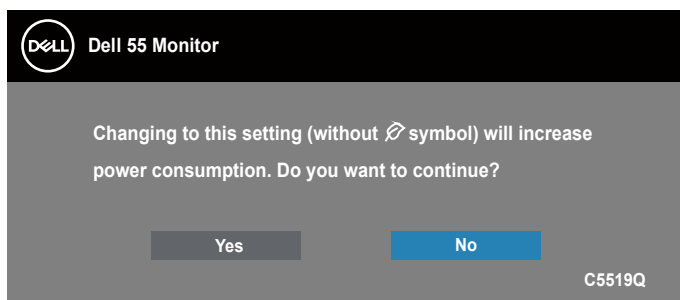 DELL Dell 55 Monitor
Changing to this setting (without symbol) will increase
power consumption. Do you want to continue?
Yes No
C5519Q